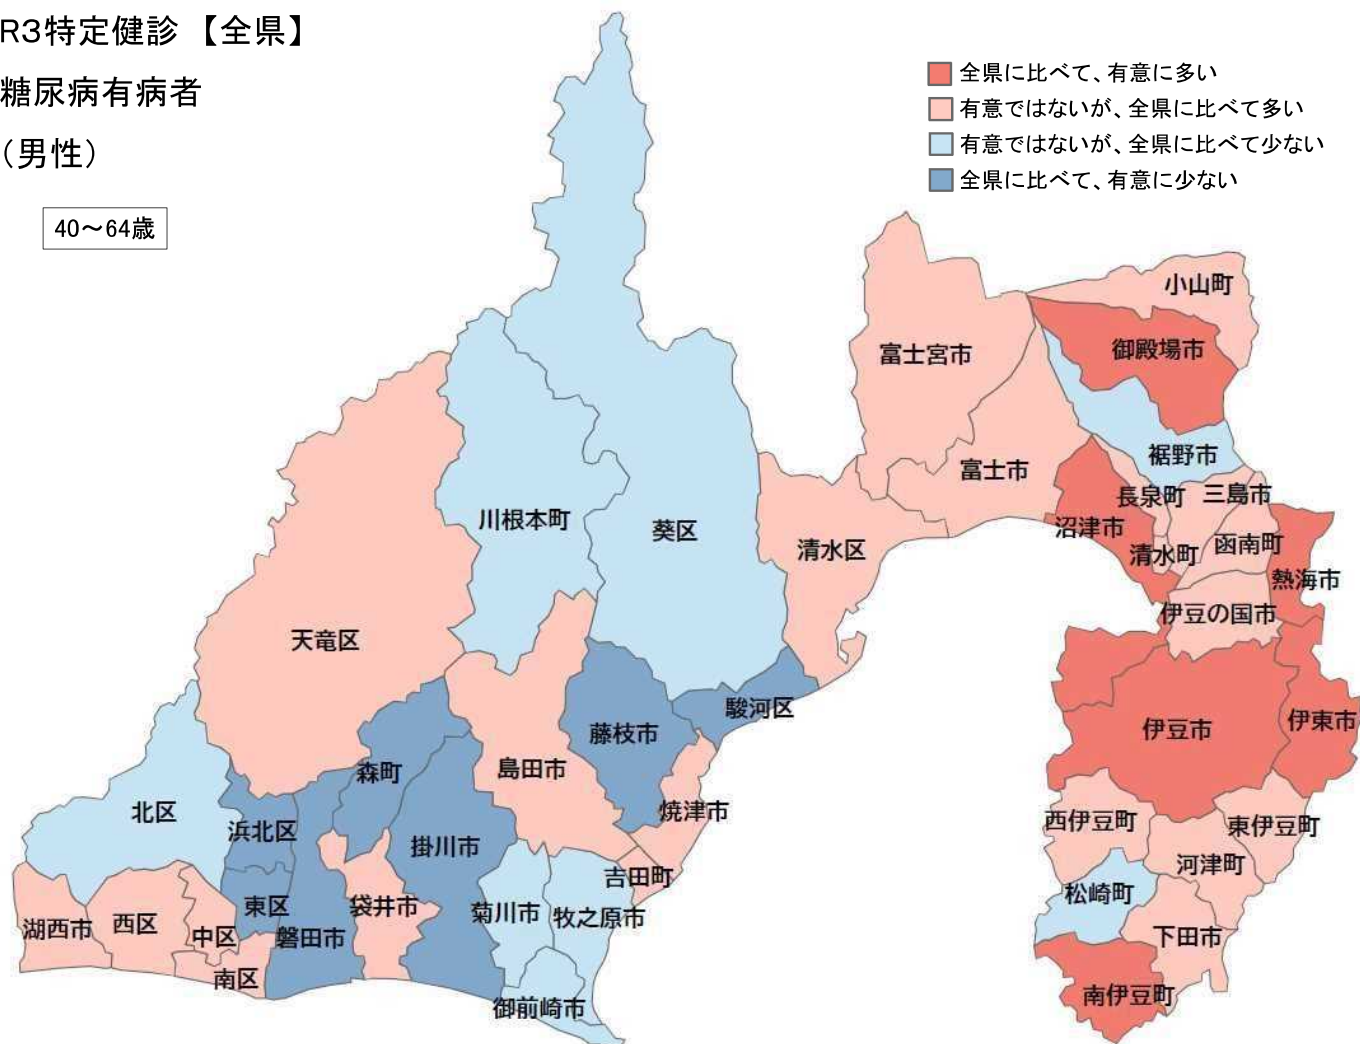 R3特定健診 【全県】
糖尿病有病者
（男性）
40～64歳
全県に比べて、有意に多い
有意ではないが、全県に比べて多い
有意ではないが、全県に比べて少ない
全県に比べて、有意に少ない
小山町
御殿場市
富士宮市
裾野市
富士市
長泉町
三島市
川根本町
葵区
沼津市
清水区
清水町
函南町
熱海市
伊豆の国市
天竜区
駿河区
伊豆市
伊東市
藤枝市
島田市
森町
焼津市
北区
浜北区
掛川市
西伊豆町
東伊豆町
河津町
吉田町
松崎町
東区
袋井市
菊川市
牧之原市
湖西市
西区
中区
磐田市
下田市
南区
南伊豆町
御前崎市